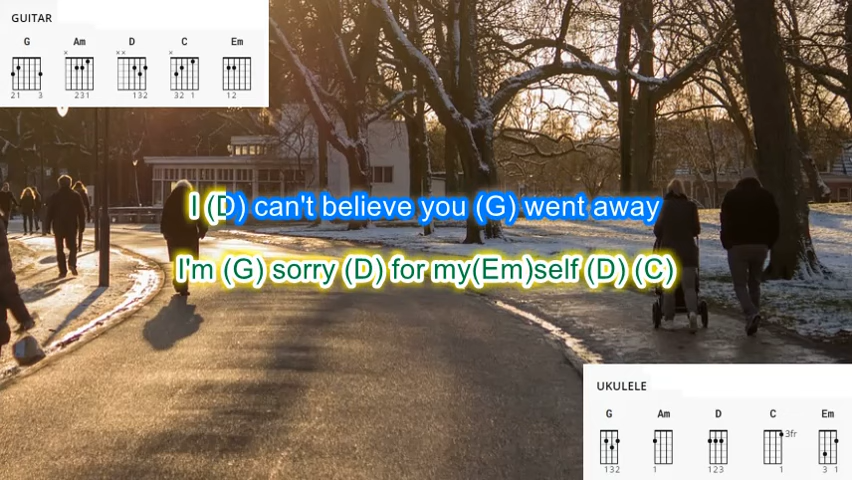 GUITAR
G Am D C Em
x xx x
21 3 231 132 32 1 12
I (D) can't believe you (G) went away
I'm (G) sorry (D) for my(Em)self (D) (C)
UKULELE
G Am D C Em
3fr
132 1 123 1 3 1